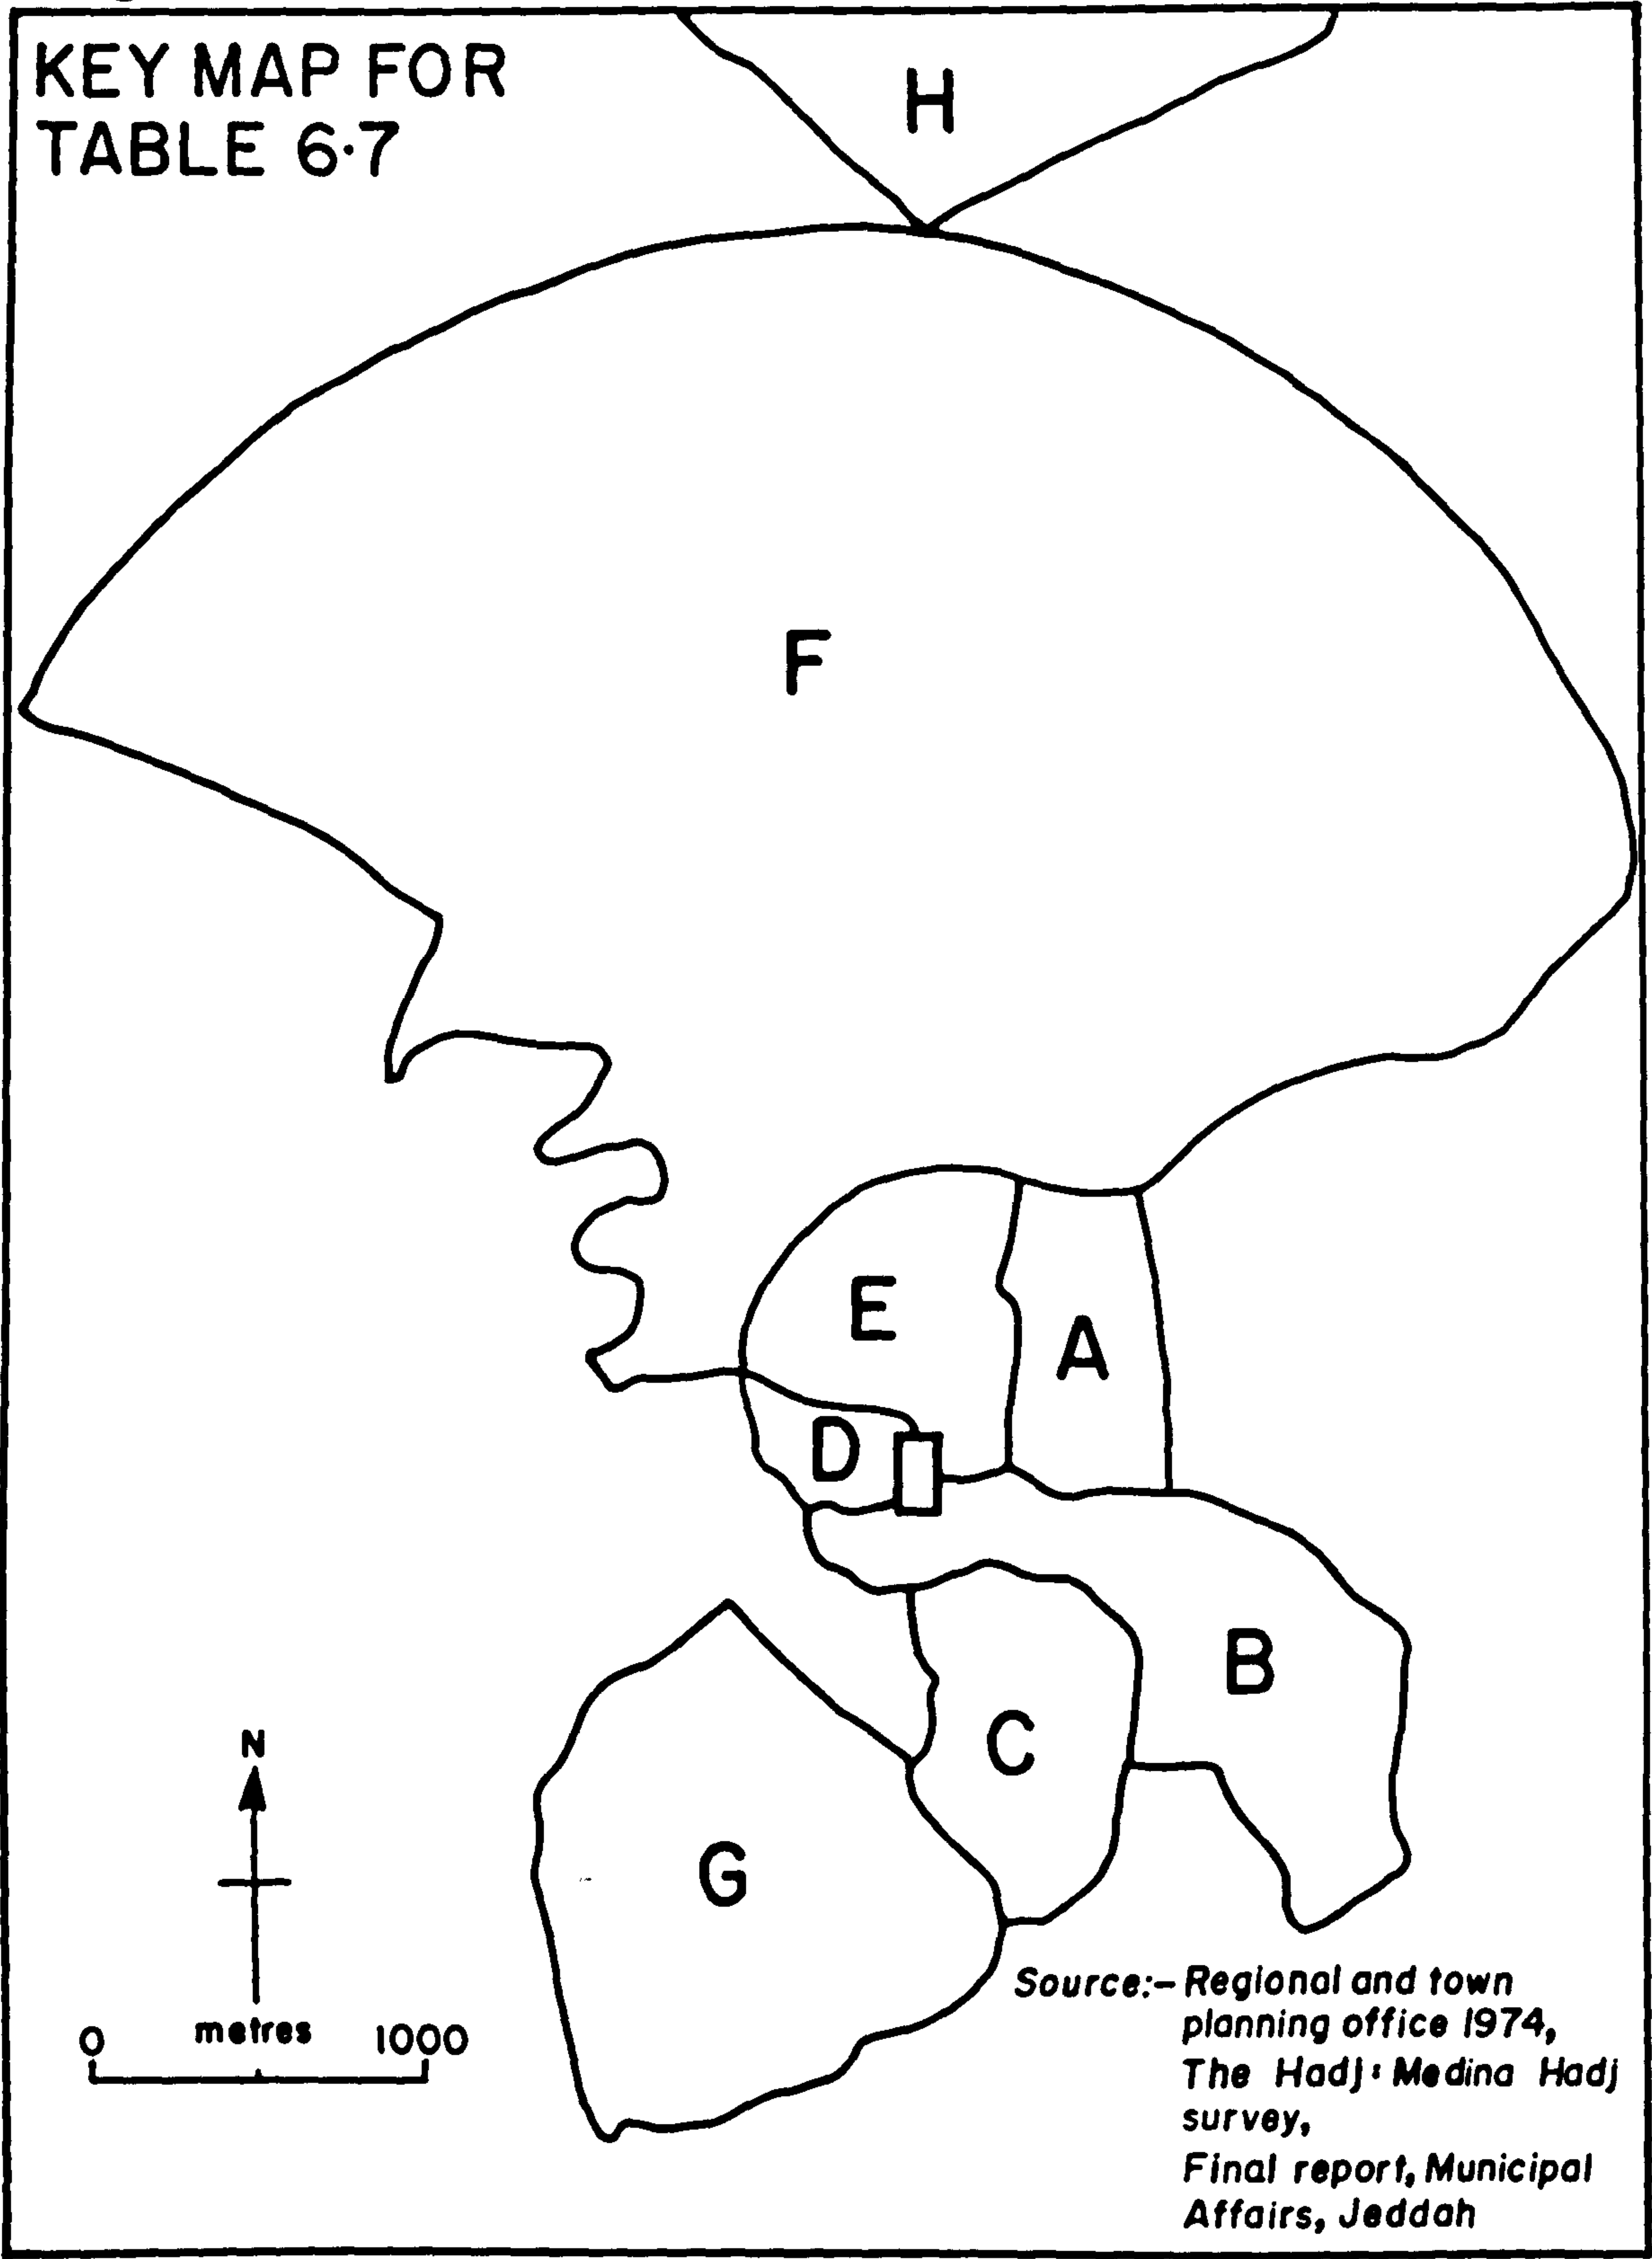 KEY MAP FOR
TABLE 6·7
H
F
E
A
D
B
C
G
N
0 metres 1000
Source:- Regional and town
planning office 1974,
The Hadj: Medina Hadj
survey,
Final report, Municipal
Affairs, Jeddah